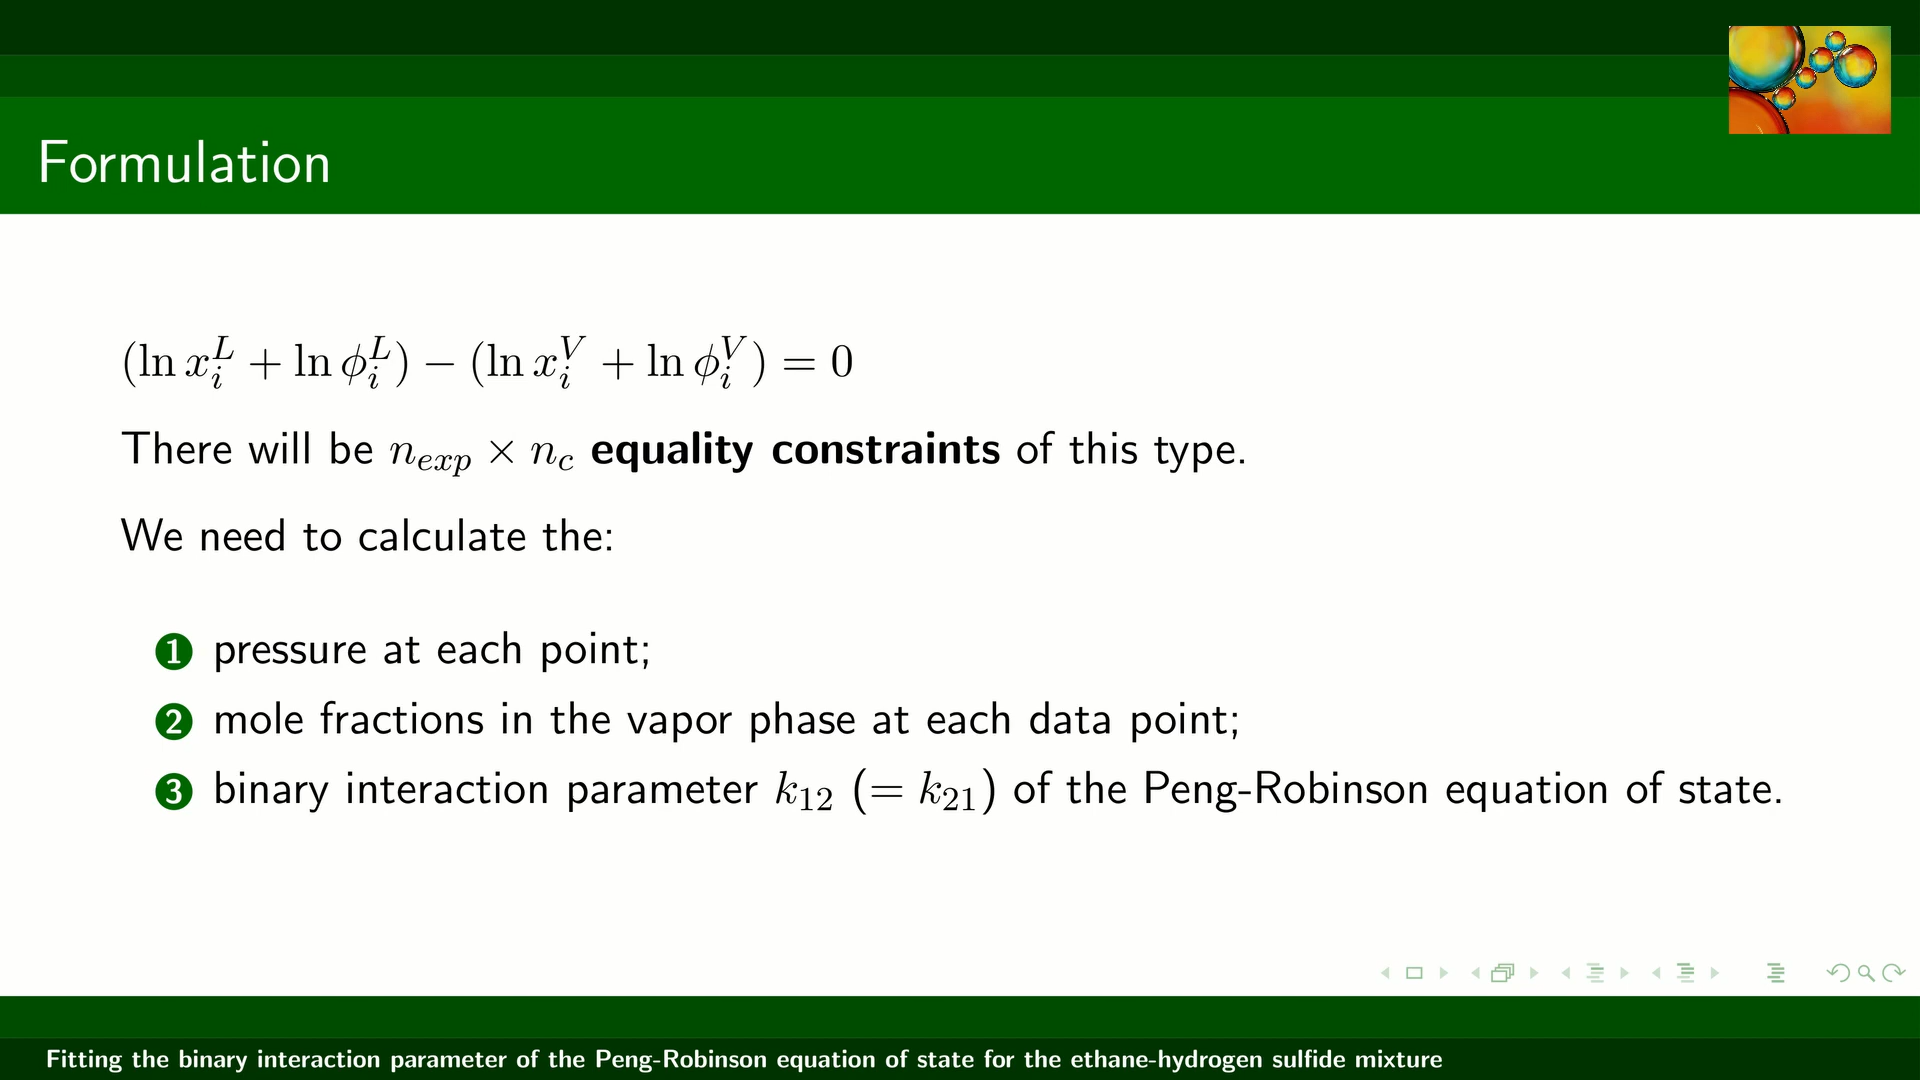 Formulation
(ln x_i^L + ln ϕ_i^L) − (ln x_i^V + ln ϕ_i^V) = 0
There will be n_exp × n_c equality constraints of this type.
We need to calculate the:
1 pressure at each point;
2 mole fractions in the vapor phase at each data point;
3 binary interaction parameter k_12 (= k_21) of the Peng-Robinson equation of state.
Fitting the binary interaction parameter of the Peng-Robinson equation of state for the ethane-hydrogen sulfide mixture